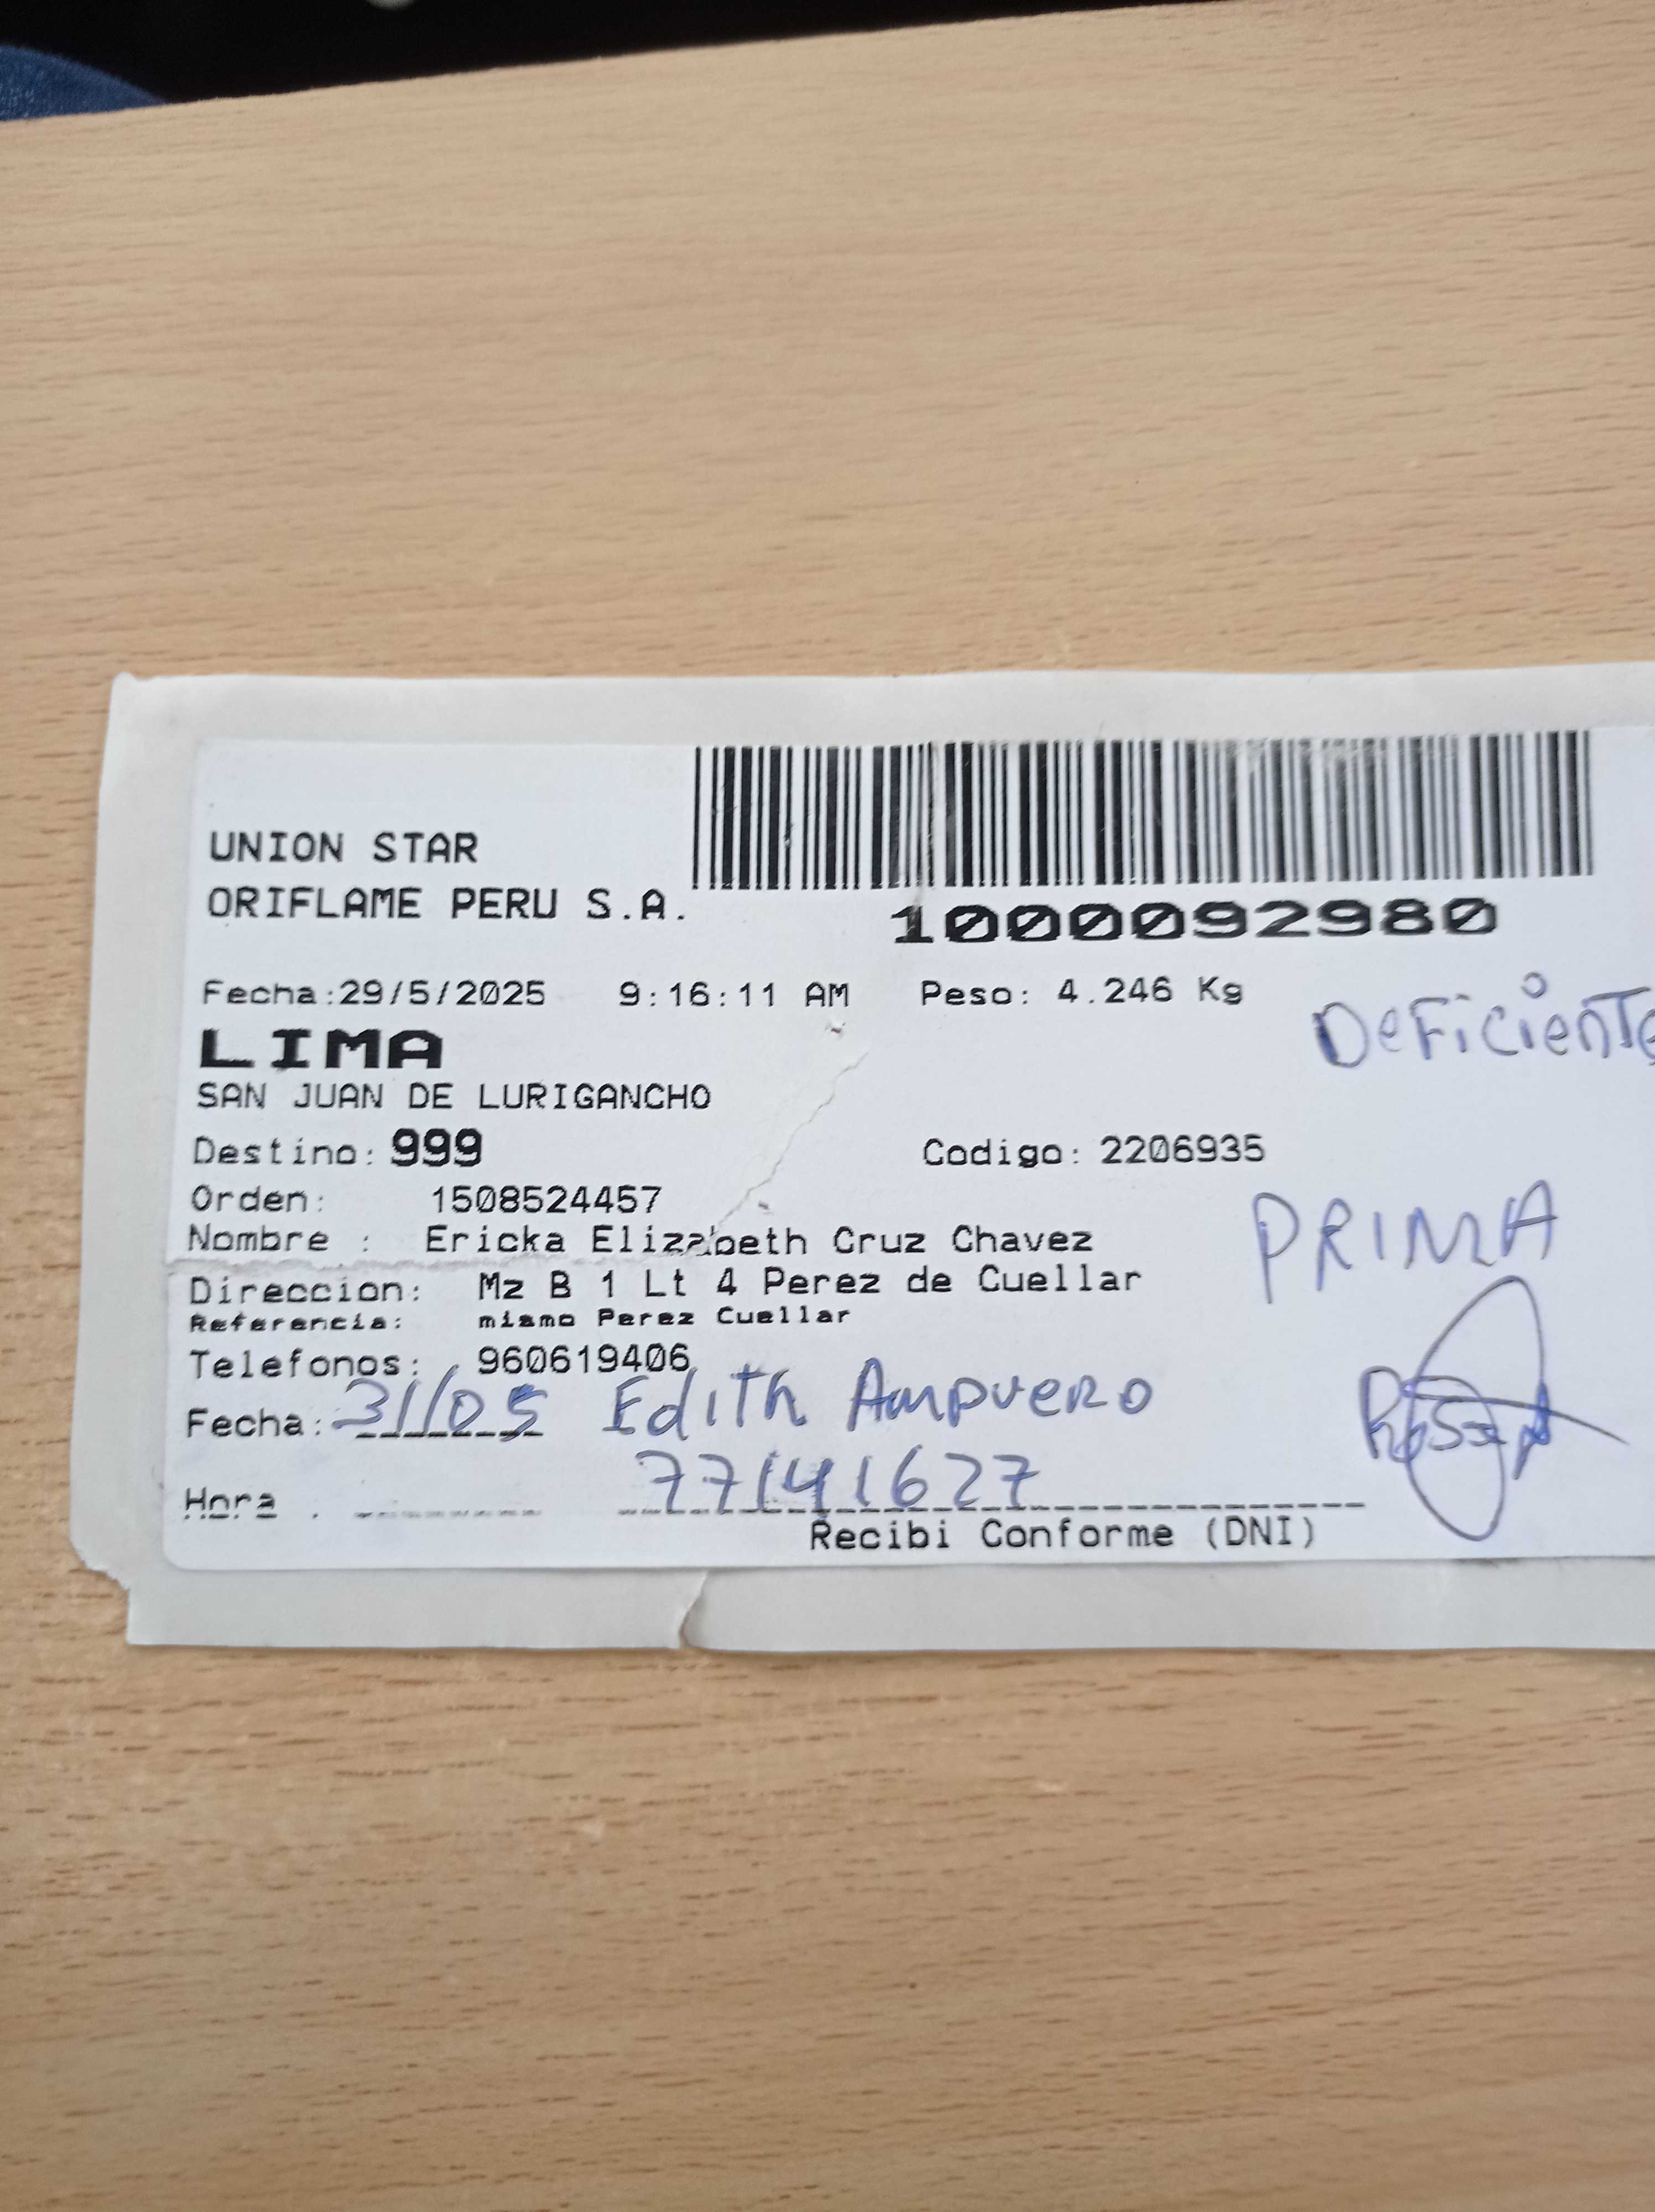 UNION STAR
ORIFLAME PERU S.A.
1000092980
Fecha:29/5/2025 9:16:11 AM Peso: 4.246 Kg
DeFicienTe
LIMA
SAN JUAN DE LURIGANCHO
Destino: 999 Codigo: 2206935
Orden: 1508524457
PRIMA
Nombre : Ericka Elizabeth Cruz Chavez
Direccion: Mz B 1 Lt 4 Perez de Cuellar
Referencia: mismo Perez Cuellar
Telefonos: 960619406
Fecha: 31/05 Edith Ampuero
77141627
Hora .
Recibi Conforme (DNI)